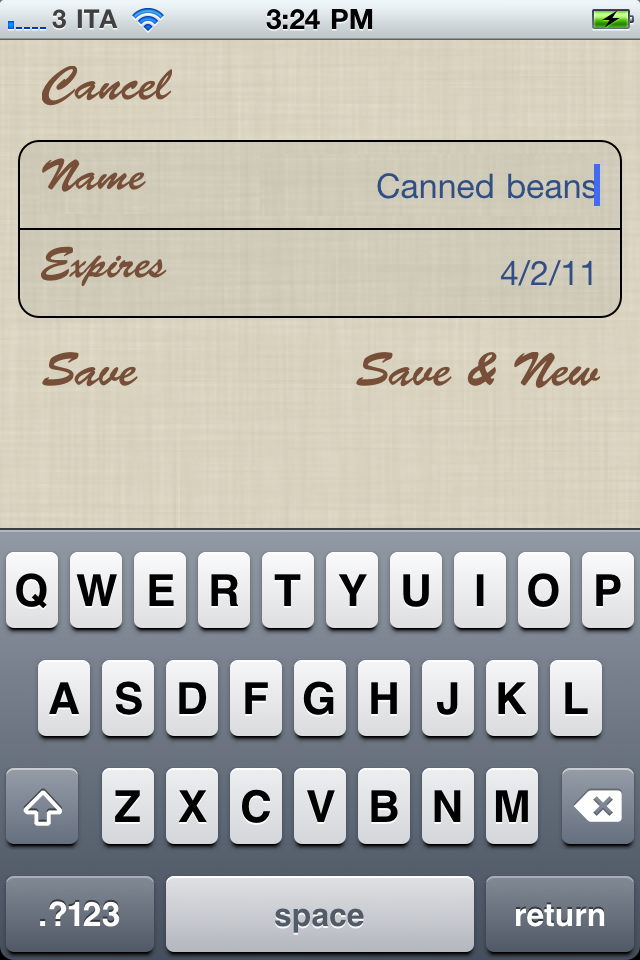 3 ITA 3:24 PM
Cancel
Name Canned beans
Expires 4/2/11
Save Save & New
Q W E R T Y U I O P
A S D F G H J K L
Z X C V B N M
.?123 space return